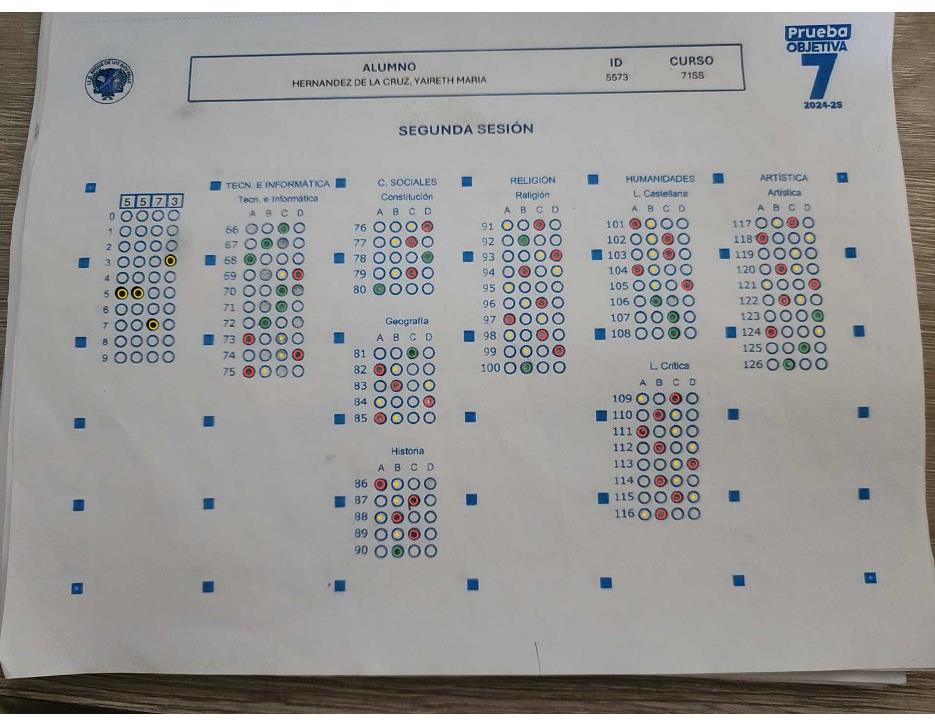 Prueba
OBJETIVA
7
2024-2S
ALUMNO
HERNANDEZ DE LA CRUZ, YAIRETH MARIA
ID
5573
CURSO
71SS
SEGUNDA SESIÓN
5 5 7 3
0
1
2
3
4
5
6
7
8
9
TECN. E INFORMÁTICA
Tecn. e Informática
A B C D
66
67
68
69
70
71
72
73
74
75
C. SOCIALES
Constitución
A B C D
76
77
78
79
80
Geografía
81
82
83
84
85
Historia
A B C D
86
87
88
89
90
RELIGIÓN
Religión
A B C D
91
92
93
94
95
96
97
98
99
100
HUMANIDADES
L. Castellana
A B C D
101
102
103
104
105
106
107
108
L. Crítica
A B C D
109
110
111
112
113
114
115
116
ARTÍSTICA
Artística
A B C D
117
118
119
120
121
122
123
124
125
126